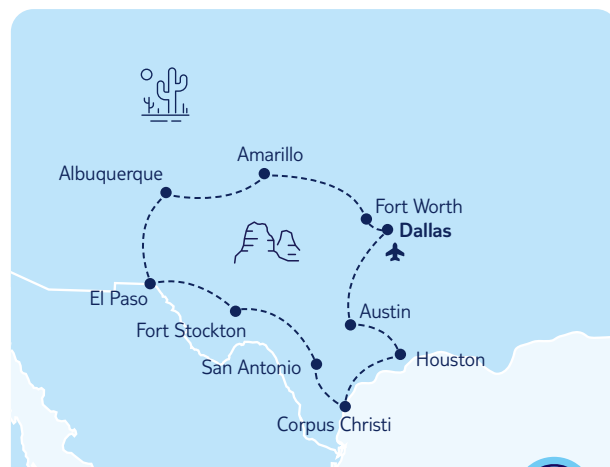 Amarillo
Albuquerque
Fort Worth
Dallas
El Paso
Austin
Fort Stockton
San Antonio
Houston
Corpus Christi